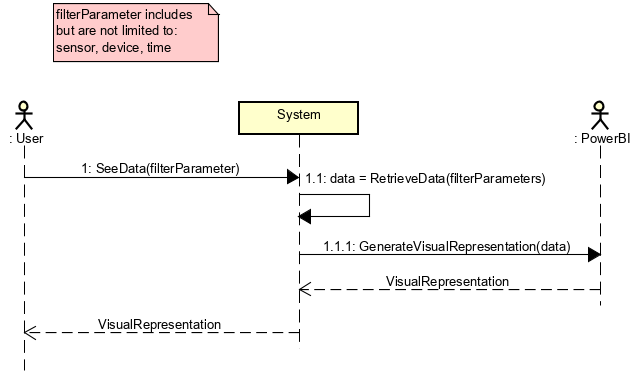 filterParameter includes
but are not limited to:
sensor, device, time
System
: User
: PowerBI
1: SeeData(filterParameter)
1.1: data = RetrieveData(filterParameters)
1.1.1: GenerateVisualRepresentation(data)
VisualRepresentation
VisualRepresentation